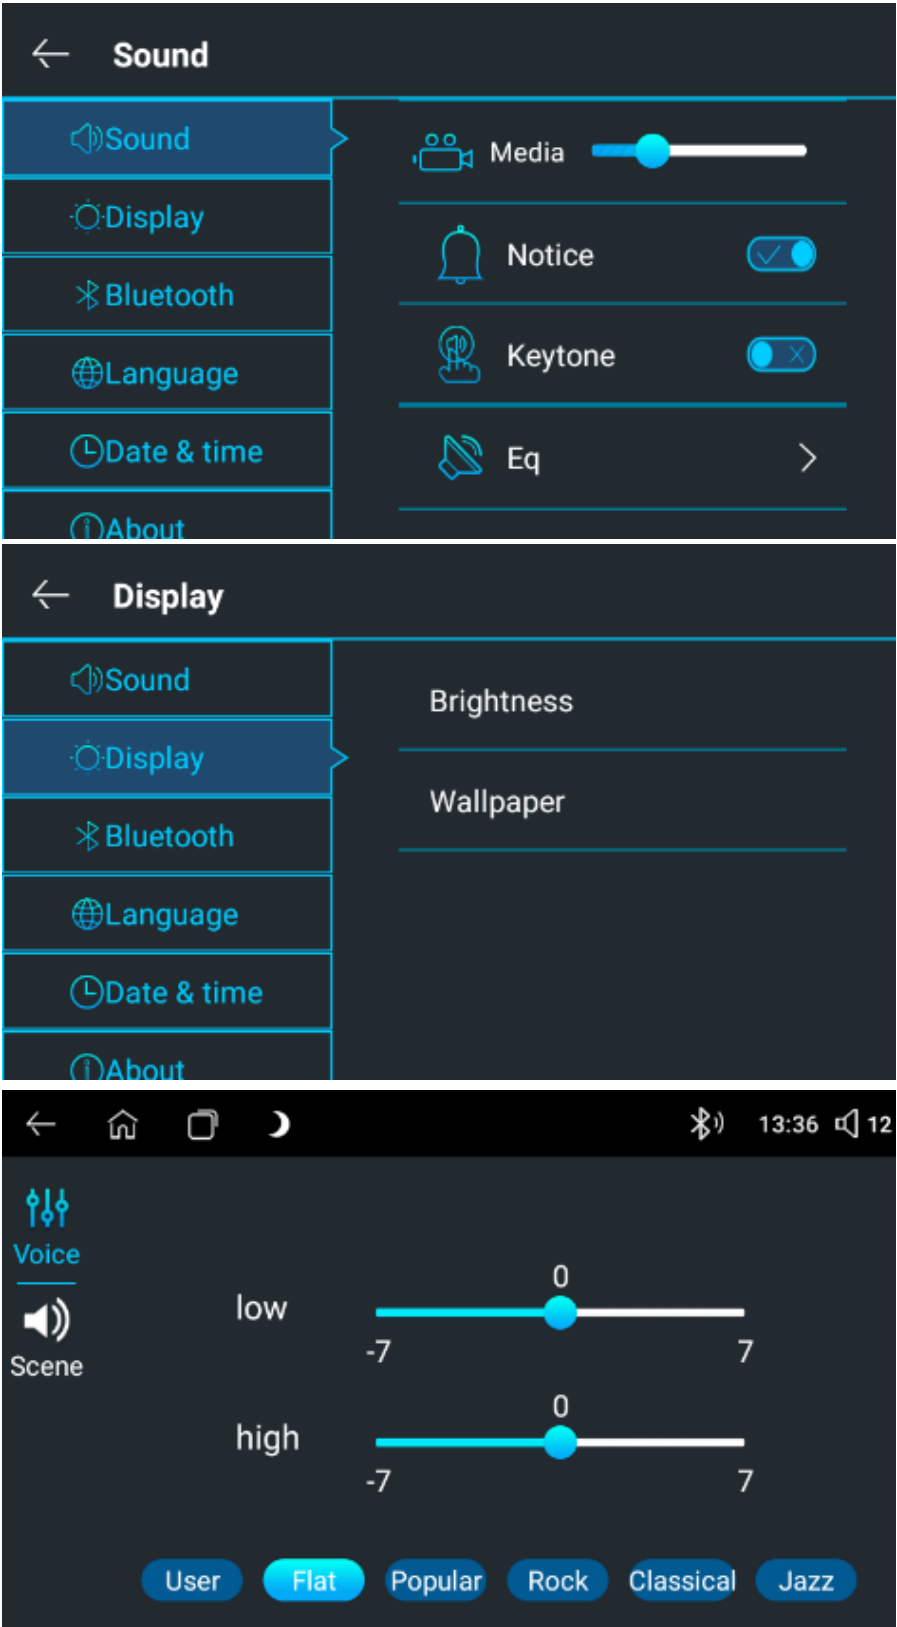 Sound
Sound
Display
Bluetooth
Language
Date & time
About
Media
Notice
Keytone
Eq
Display
Sound
Display
Bluetooth
Language
Date & time
About
Brightness
Wallpaper
13:36 12
Voice
Scene
0
low
-7 7
0
high
-7 7
User Flat Popular Rock Classical Jazz